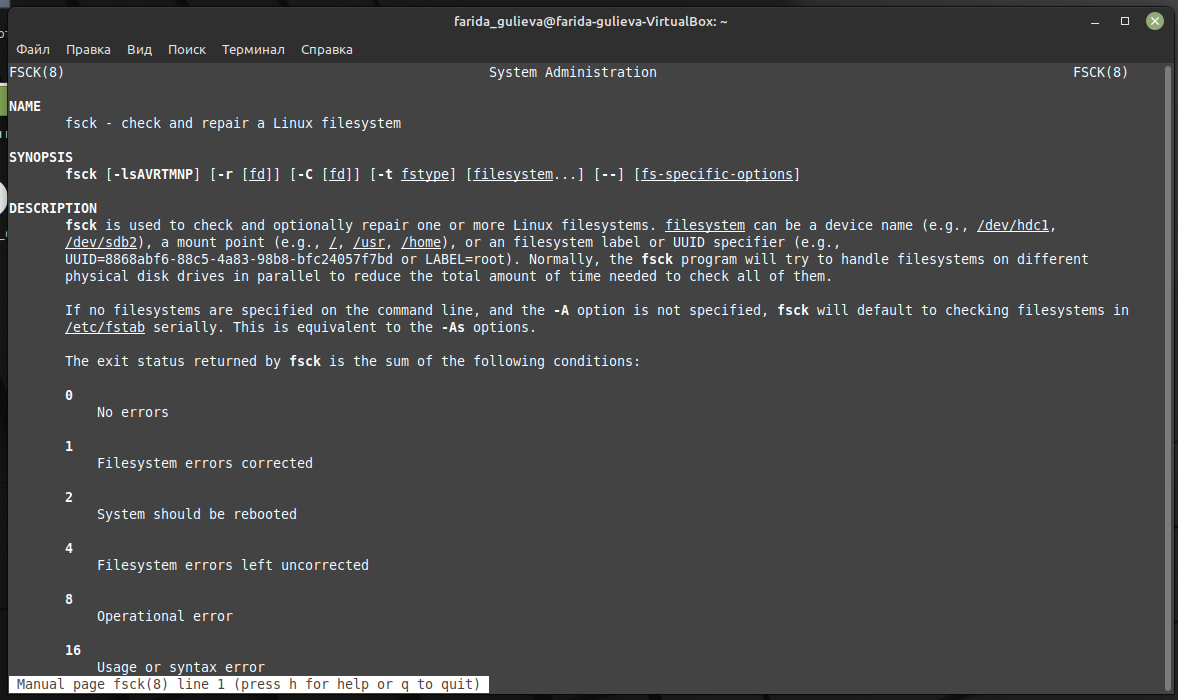 farida_gulieva@farida-gulieva-VirtualBox: ~
Файл Правка Вид Поиск Терминал Справка
FSCK(8) System Administration FSCK(8)
NAME
fsck - check and repair a Linux filesystem
SYNOPSIS
fsck [-lsAVRTMNP] [-r [fd]] [-C [fd]] [-t fstype] [filesystem...] [--] [fs-specific-options]
DESCRIPTION
fsck is used to check and optionally repair one or more Linux filesystems. filesystem can be a device name (e.g., /dev/hdc1,
/dev/sdb2), a mount point (e.g., /, /usr, /home), or an filesystem label or UUID specifier (e.g.,
UUID=8868abf6-88c5-4a83-98b8-bfc24057f7bd or LABEL=root). Normally, the fsck program will try to handle filesystems on different
physical disk drives in parallel to reduce the total amount of time needed to check all of them.
If no filesystems are specified on the command line, and the -A option is not specified, fsck will default to checking filesystems in
/etc/fstab serially. This is equivalent to the -As options.
The exit status returned by fsck is the sum of the following conditions:
0
No errors
1
Filesystem errors corrected
2
System should be rebooted
4
Filesystem errors left uncorrected
8
Operational error
16
Usage or syntax error
Manual page fsck(8) line 1 (press h for help or q to quit)